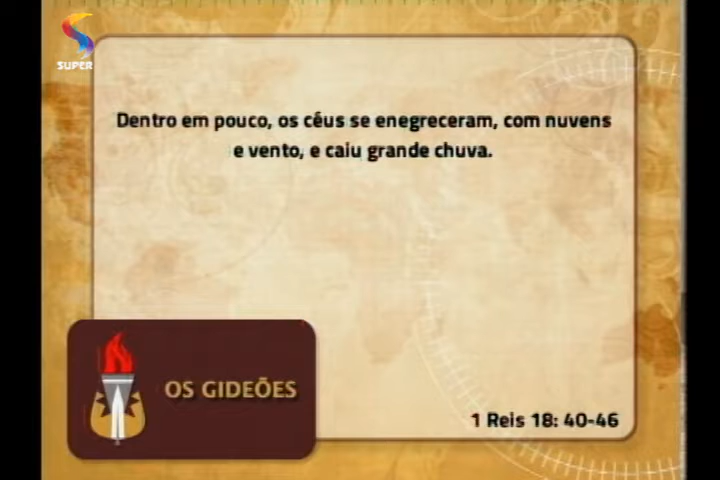 SUPER
Dentro em pouco, os céus se enegreceram, com nuvens
e vento, e caiu grande chuva.
OS GIDEÕES
1 Reis 18: 40-46